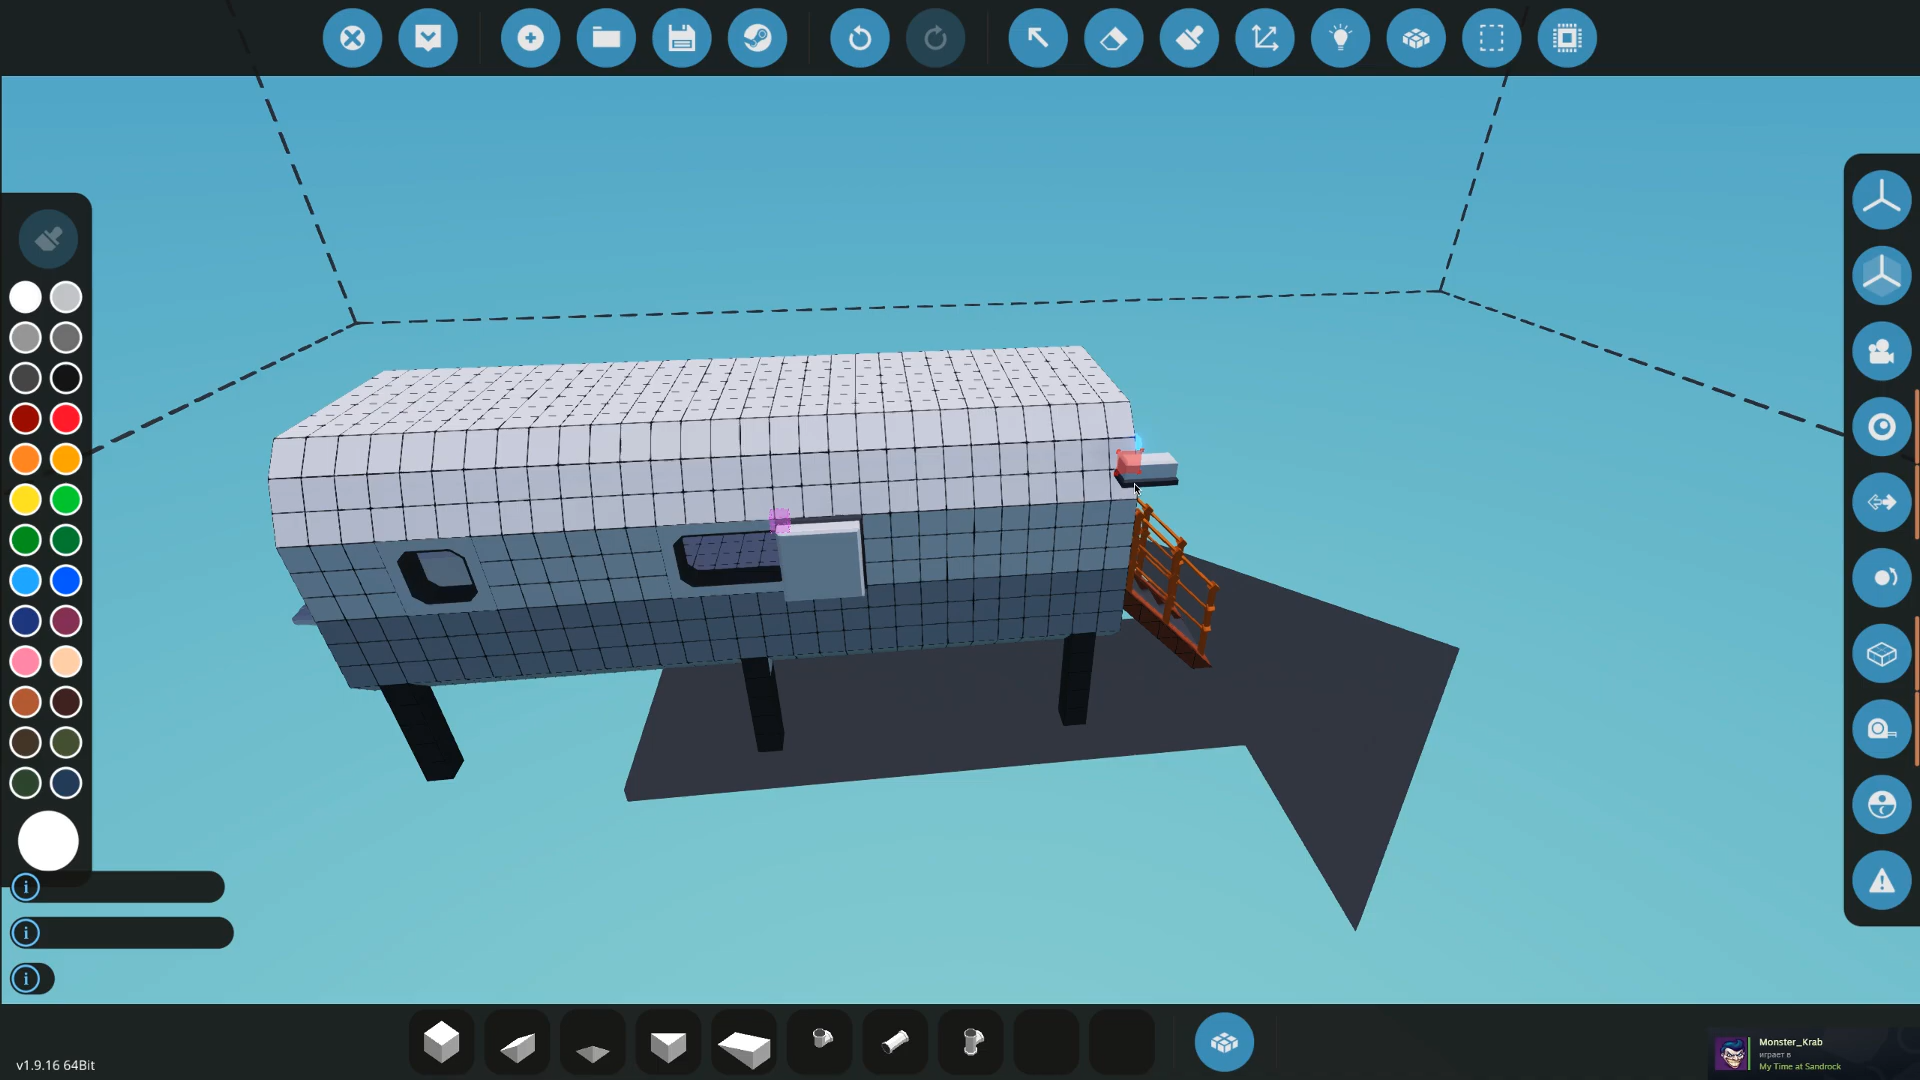 v1.9.16 64Bit
Monster_Krab
играет в
My Time at Sandrock